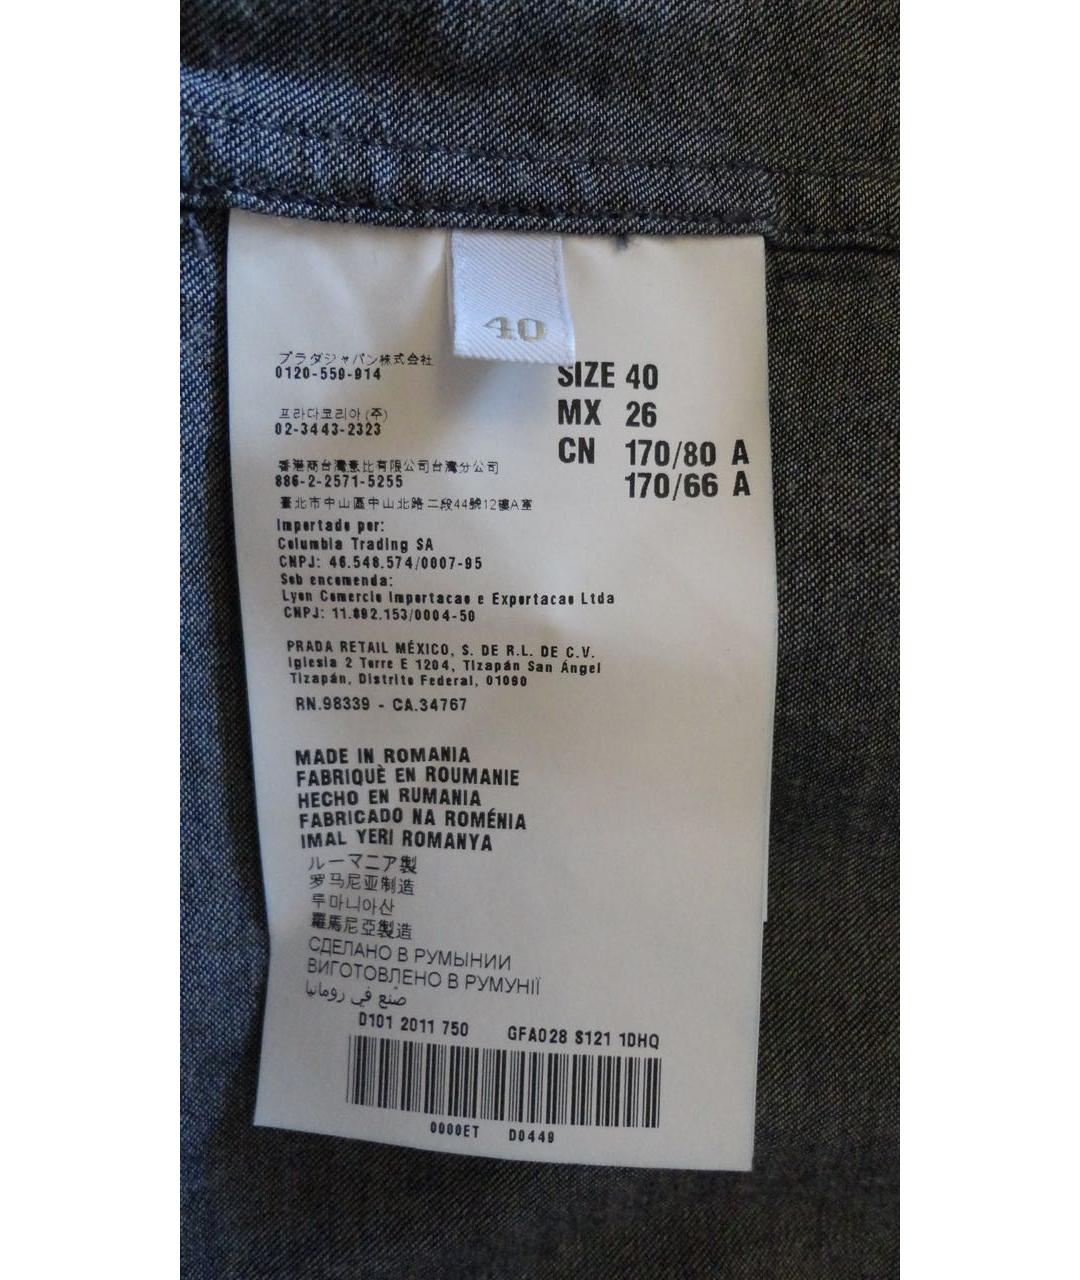 40
プラダジャパン株式会社
0120-559-914
프라다코리아 (주)
02-3443-2323
香港商台灣意比有限公司台灣分公司
886-2-2571-5255
臺北市中山區中山北路二段44號12樓A室
Importado por:
Columbia Trading SA
CNPJ: 46.548.574/0007-95
Sob encomenda:
Lyon Comercio Importacao e Exportacao Ltda
CNPJ: 11.892.153/0004-50
PRADA RETAIL MÉXICO, S. DE R.L. DE C.V.
Iglesia 2 Torre E 1204, Tizapán San Ángel
Tizapán, Distrito Federal, 01090
RN.98339 - CA.34767
SIZE 40
MX 26
CN 170/80 A
170/66 A
MADE IN ROMANIA
FABRIQUÈ EN ROUMANIE
HECHO EN RUMANIA
FABRICADO NA ROMÉNIA
IMAL YERI ROMANYA
ルーマニア製
罗马尼亚制造
루마니아산
羅馬尼亞製造
СДЕЛАНО В РУМЫНИИ
ВИГОТОВЛЕНО В РУМУНІЇ
صنع في رومانيا
D101 2011 750 GFA028 S121 1DHQ
0000ET D0449